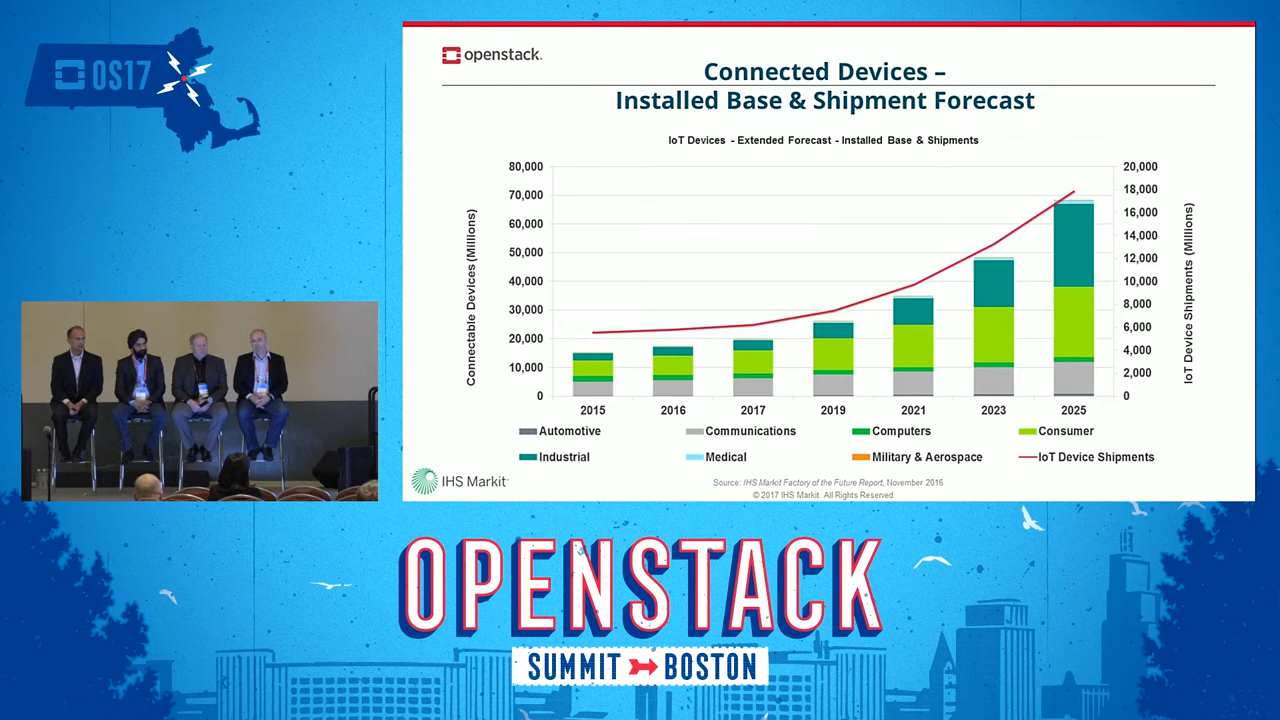 OS17
openstack.
Connected Devices –
Installed Base & Shipment Forecast
IoT Devices - Extended Forecast - Installed Base & Shipments
Connectable Devices (Millions)
80,000
70,000
60,000
50,000
40,000
30,000
20,000
10,000
0
20,000
18,000
16,000
14,000
12,000
10,000
8,000
6,000
4,000
2,000
0
IoT Device Shipments (Millions)
2015 2016 2017 2019 2021 2023 2025
Automotive Communications Computers Consumer
Industrial Medical Military & Aerospace IoT Device Shipments
IHS Markit
Source: IHS Markit Factory of the Future Report, November 2016
© 2017 IHS Markit. All Rights Reserved
OPENSTACK
SUMMIT BOSTON